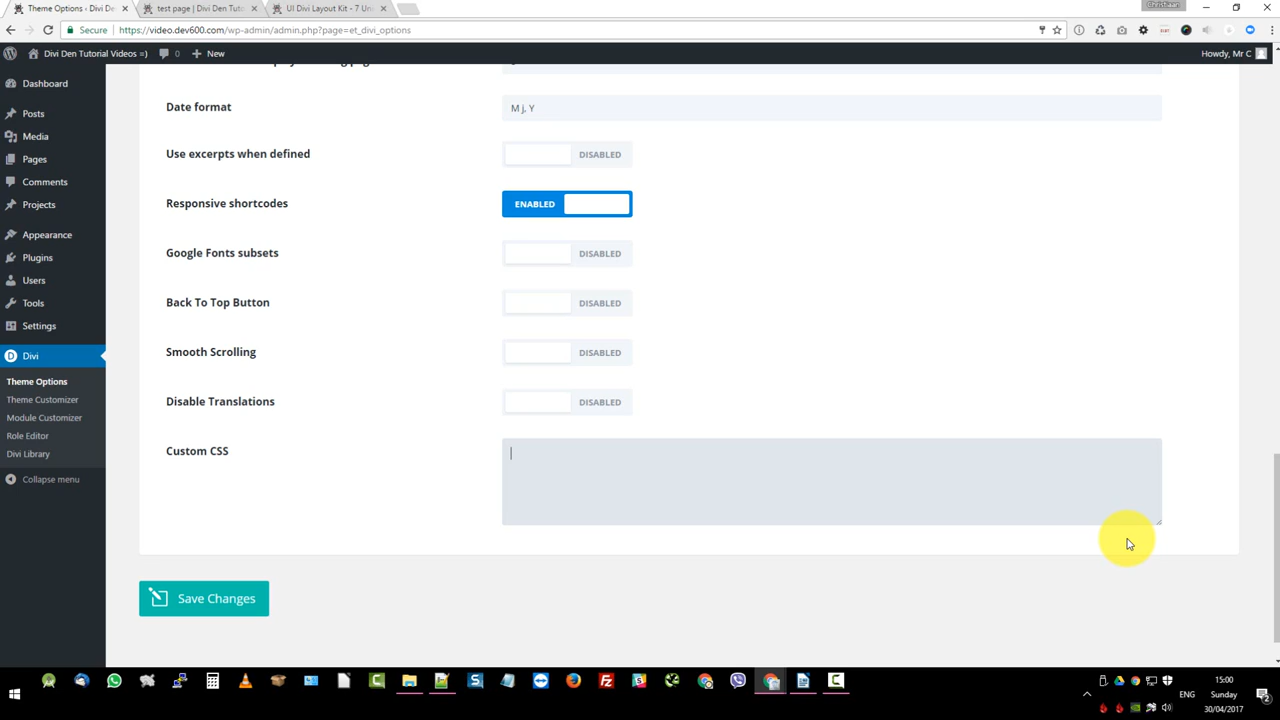 Theme Options ‹ Divi De
test page | Divi Den Tuto
UI Divi Layout Kit - 7 Un
Christiaan
Secure
https://video.dev600.com/wp-admin/admin.php?page=et_divi_options
Divi Den Tutorial Videos =)
0
New
Howdy, Mr C
Dashboard
Posts
Media
Pages
Comments
Projects
Appearance
Plugins
Users
Tools
Settings
Divi
Theme Options
Theme Customizer
Module Customizer
Role Editor
Divi Library
Collapse menu
Date format
M j, Y
Use excerpts when defined
DISABLED
Responsive shortcodes
ENABLED
Google Fonts subsets
DISABLED
Back To Top Button
DISABLED
Smooth Scrolling
DISABLED
Disable Translations
DISABLED
Custom CSS
Save Changes
ENG
15:00
Sunday
30/04/2017